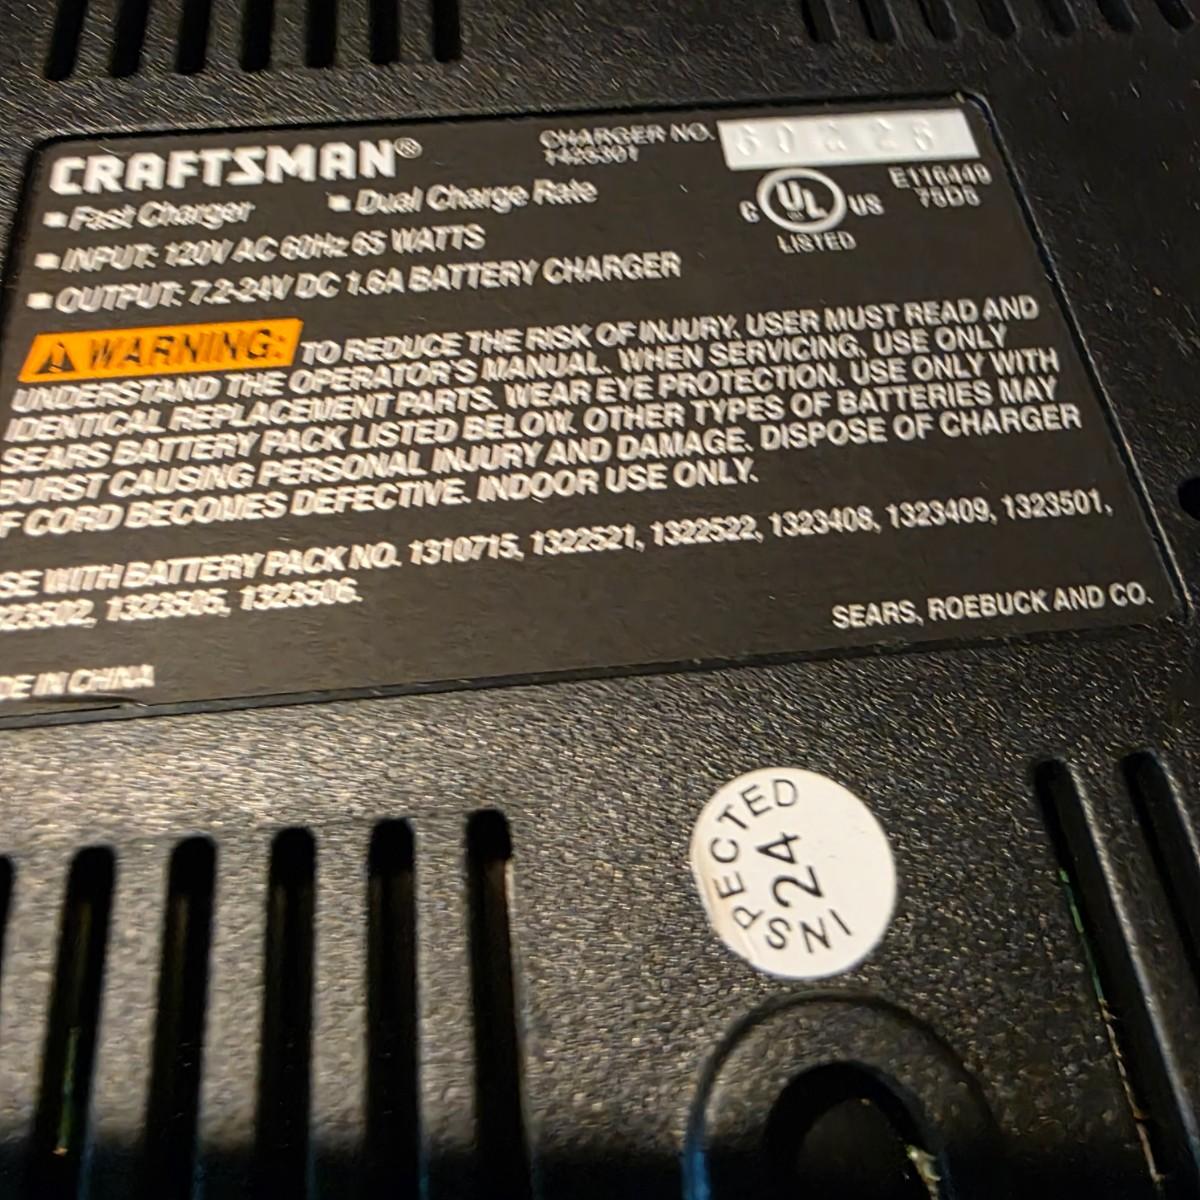 CRAFTSMAN®
CHARGER NO.
■ Fast Charger ■ Dual Charge Rate
■ INPUT: 120V AC 60Hz 65 WATTS
■ OUTPUT: 7.2-24V DC 1.6A BATTERY CHARGER
C UL US
LISTED
E116449
WARNING: TO REDUCE THE RISK OF INJURY. USER MUST READ AND
UNDERSTAND THE OPERATOR'S MANUAL. WHEN SERVICING, USE ONLY
IDENTICAL REPLACEMENT PARTS. WEAR EYE PROTECTION. USE ONLY WITH
SEARS BATTERY PACK LISTED BELOW. OTHER TYPES OF BATTERIES MAY
BURST CAUSING PERSONAL INJURY AND DAMAGE. DISPOSE OF CHARGER
F CORD BECOMES DEFECTIVE. INDOOR USE ONLY.
SE WITH BATTERY PACK NO. 1310715, 1322521, 1322522, 1323408, 1323409, 1323501,
323502, 1323505, 1323506.
SEARS, ROEBUCK AND CO.
DE IN CHINA
INSPECTED
24